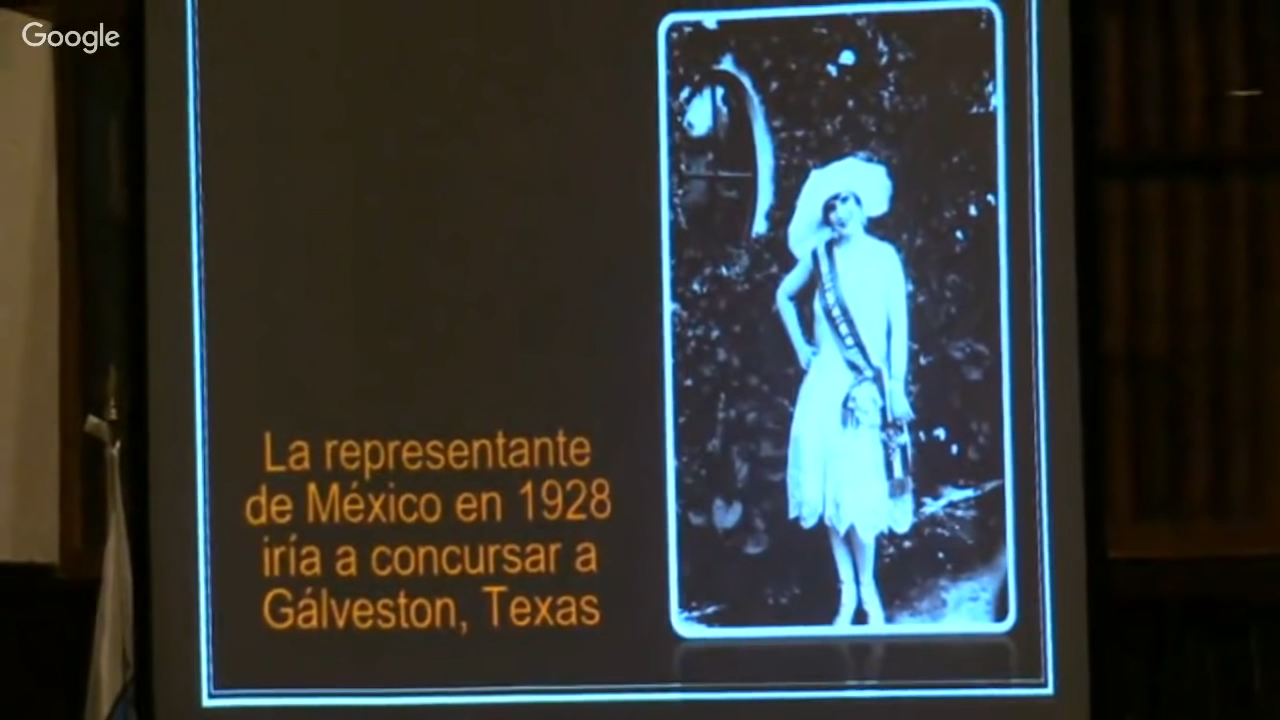 Google
La representante
de México en 1928
iría a concursar a
Gálveston, Texas